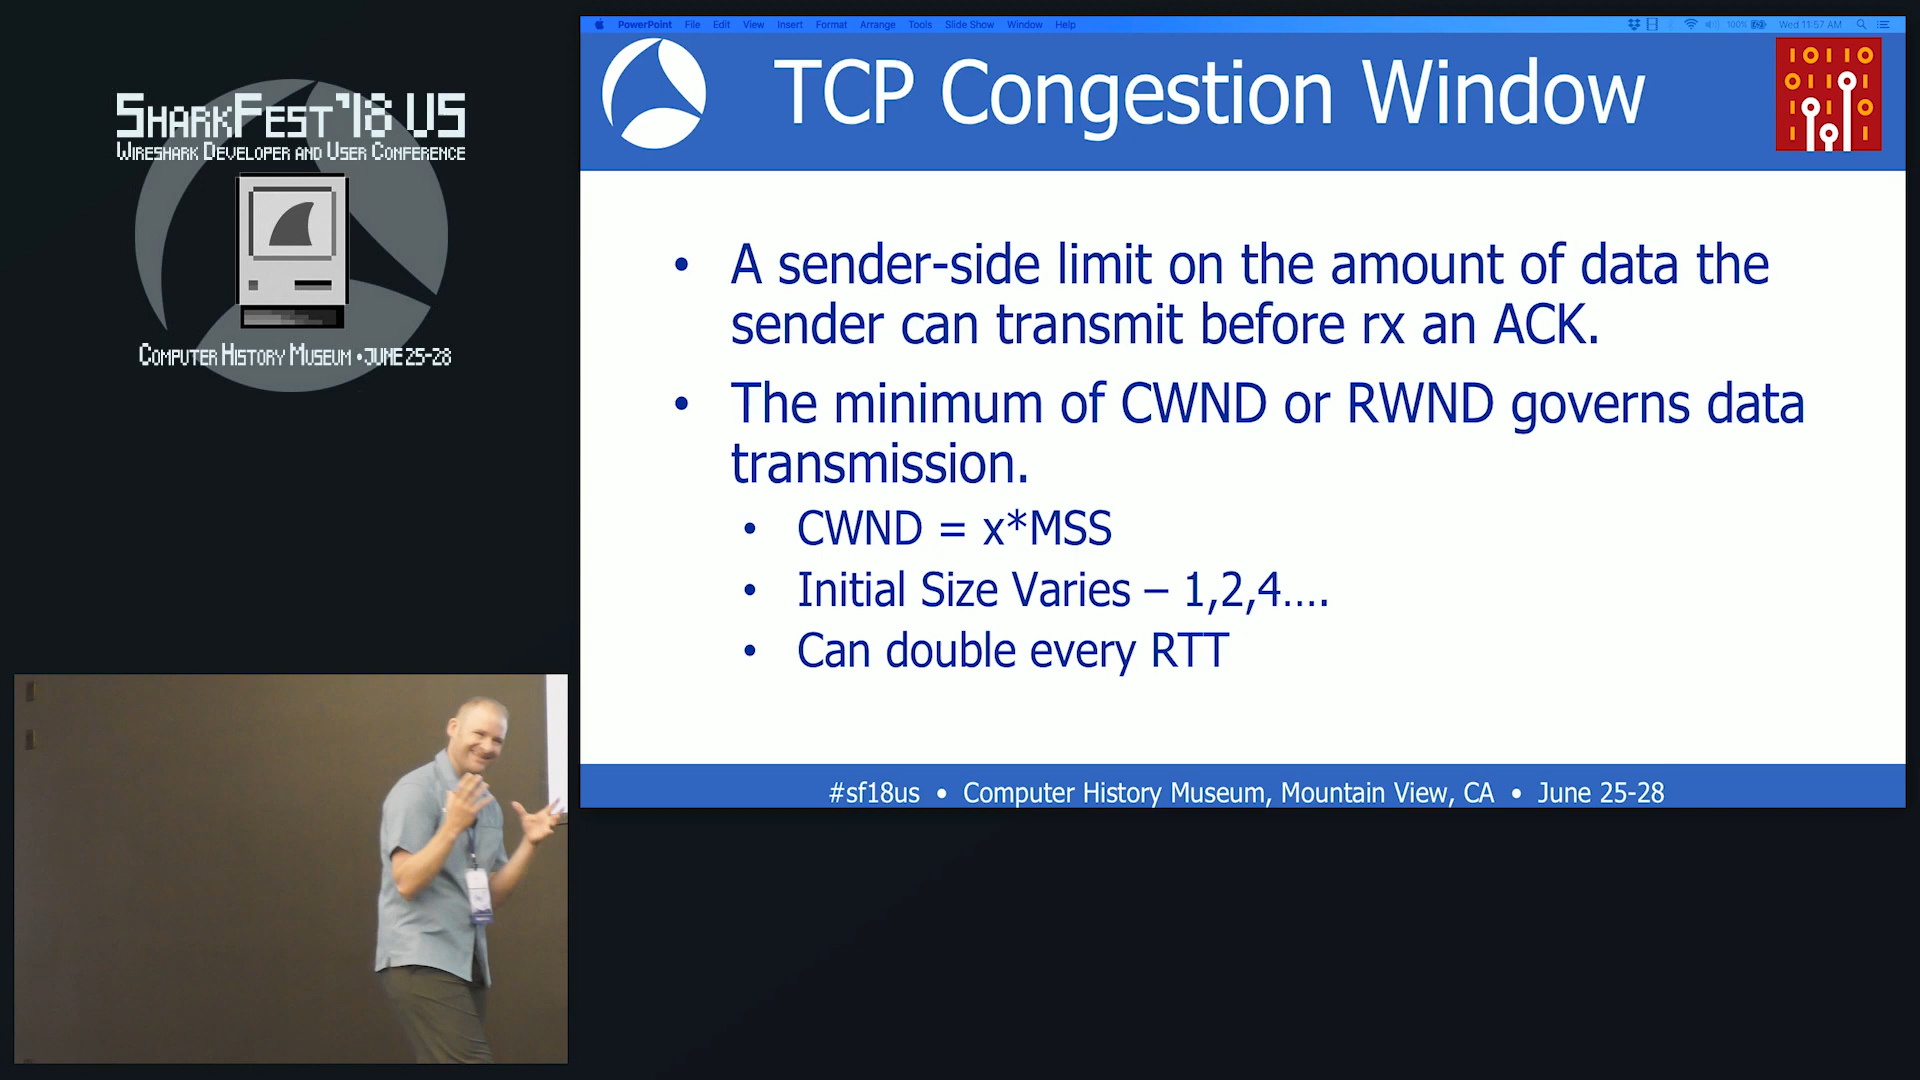 SharkFest '18 US
Wireshark Developer and User Conference
Computer History Museum • June 25-28
PowerPoint File Edit View Insert Format Arrange Tools Slide Show Window Help 100% Wed 11:57 AM
TCP Congestion Window
10110
01101
• A sender-side limit on the amount of data the
sender can transmit before rx an ACK.
• The minimum of CWND or RWND governs data
transmission.
• CWND = x*MSS
• Initial Size Varies – 1,2,4....
• Can double every RTT
#sf18us • Computer History Museum, Mountain View, CA • June 25-28